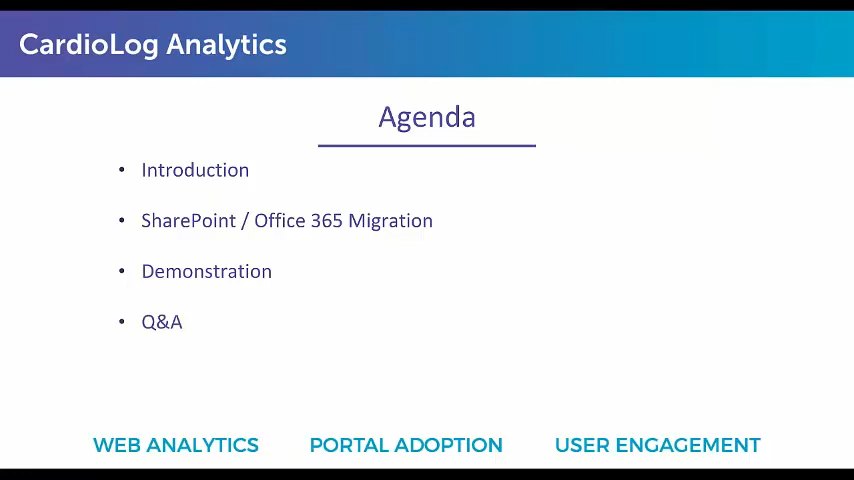 CardioLog Analytics
Agenda
• Introduction
• SharePoint / Office 365 Migration
• Demonstration
• Q&A
WEB ANALYTICS PORTAL ADOPTION USER ENGAGEMENT